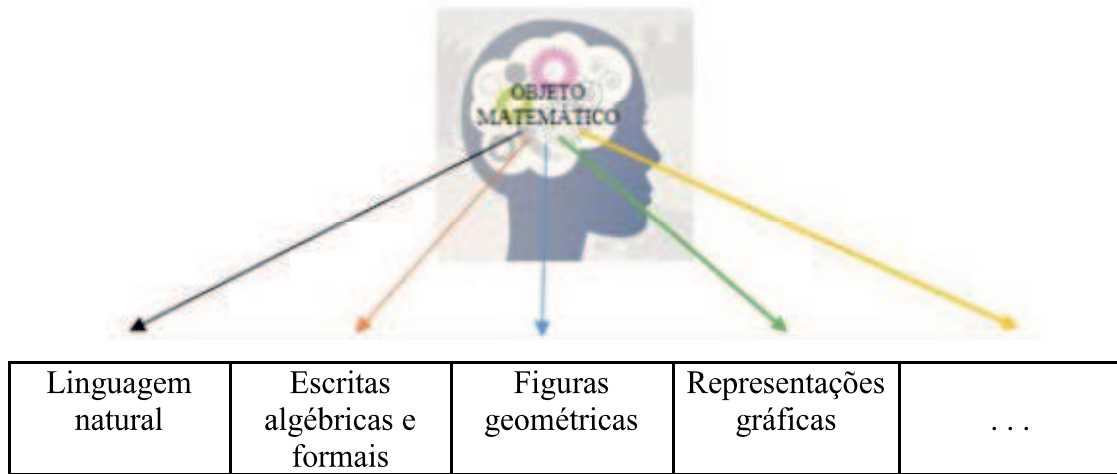 OBJETO
MATEMÁTICO
Linguagem
natural
Escritas
algébricas e
formais
Figuras
geométricas
Representações
gráficas
. . .